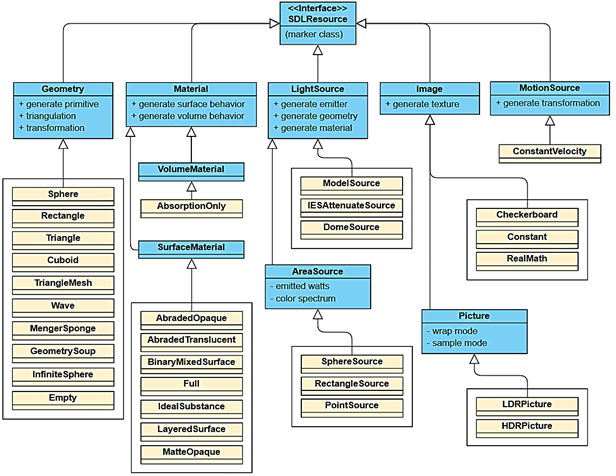 <<Interface>>
SDLResource
(marker class)
Geometry
+ generate primitive
+ triangulation
+ transformation
Material
+ generate surface behavior
+ generate volume behavior
LightSource
+ generate emitter
+ generate geometry
+ generate material
Image
+ generate texture
MotionSource
+ generate transformation
ConstantVelocity
VolumeMaterial
AbsorptionOnly
SurfaceMaterial
Sphere
Rectangle
Triangle
Cuboid
TriangleMesh
Wave
MengerSponge
GeometrySoup
InfiniteSphere
Empty
AbradedOpaque
AbradedTranslucent
BinaryMixedSurface
Full
IdealSubstance
LayeredSurface
MatteOpaque
ModelSource
IESAttenuateSource
DomeSource
AreaSource
- emitted watts
- color spectrum
SphereSource
RectangleSource
PointSource
Checkerboard
Constant
RealMath
Picture
- wrap mode
- sample mode
LDRPicture
HDRPicture